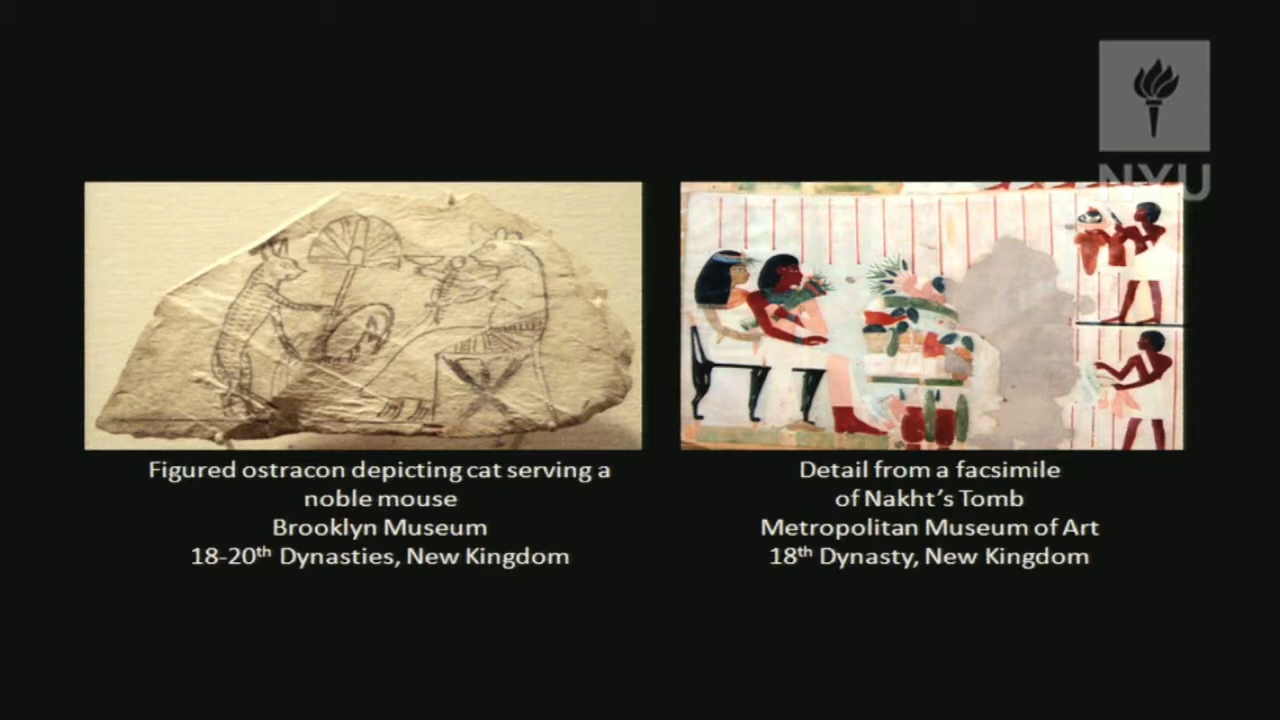 NYU
Figured ostracon depicting cat serving a
noble mouse
Brooklyn Museum
18-20th Dynasties, New Kingdom
Detail from a facsimile
of Nakht's Tomb
Metropolitan Museum of Art
18th Dynasty, New Kingdom